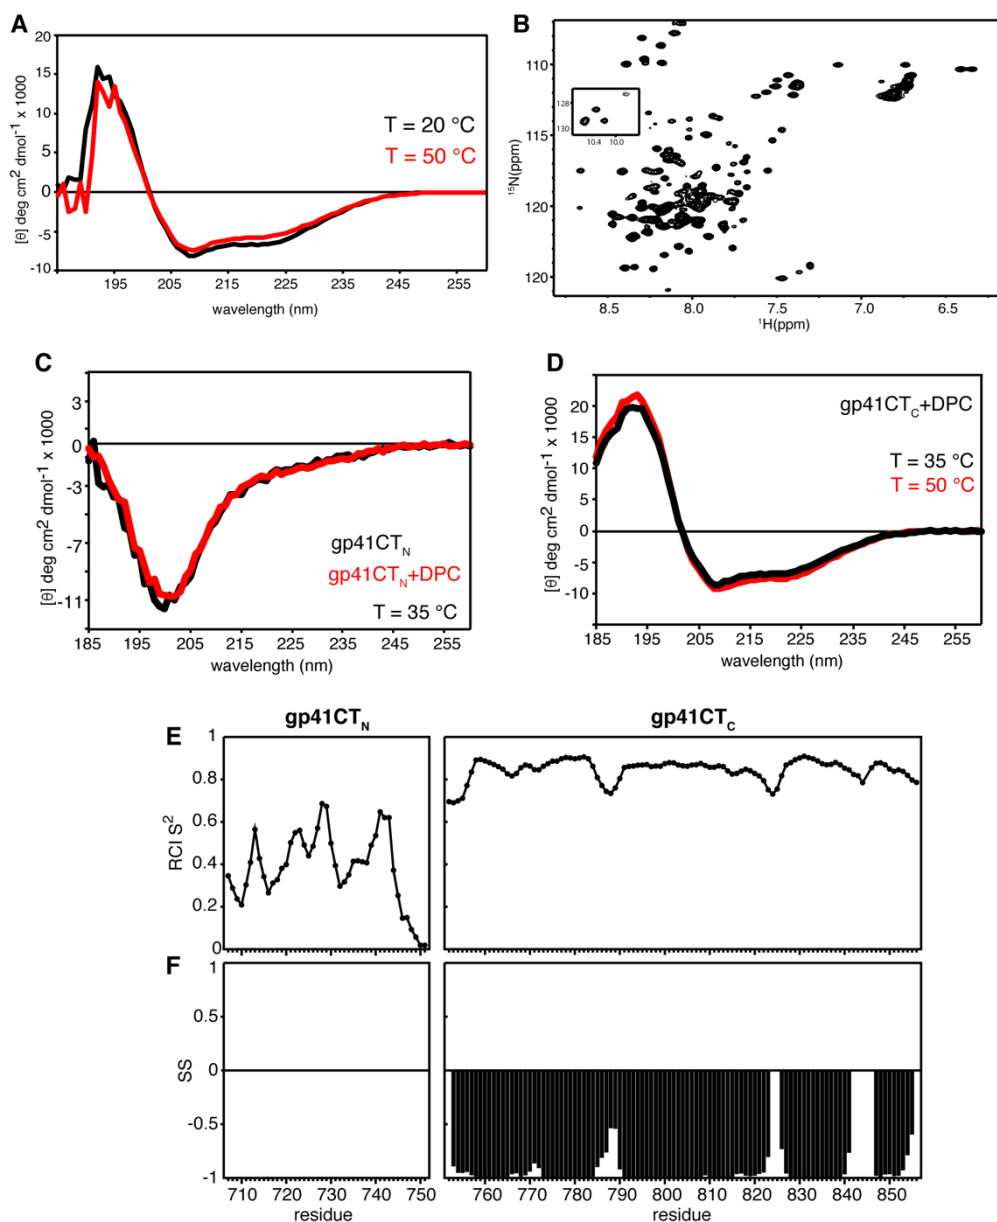 A
20
15
10
5
0
-5
-10
[θ] deg cm2 dmol-1 x 1000
T = 20 °C
T = 50 °C
195 205 215 225 235 245 255
wavelength (nm)
B
110
115
120
15N(ppm)
128
130
10.4 10.0
8.5 8.0 7.5 7.0 6.5
1H(ppm)
C
3
0
-3
-7
-11
[θ] deg cm2 dmol-1 x 1000
gp41CTN
gp41CTN+DPC
T = 35 °C
185 195 205 215 225 235 245 255
wavelength (nm)
D
20
15
10
5
0
-5
-10
[θ] deg cm2 dmol-1 x 1000
gp41CTC+DPC
T = 35 °C
T = 50 °C
185 195 205 215 225 235 245 255
wavelength (nm)
gp41CTN
gp41CTC
E
1
0.8
0.6
0.4
0.2
0
RCI S2
F
1
0.5
0
-0.5
-1
SS
710 720 730 740 750
residue
760 770 780 790 800 810 820 830 840 850
residue